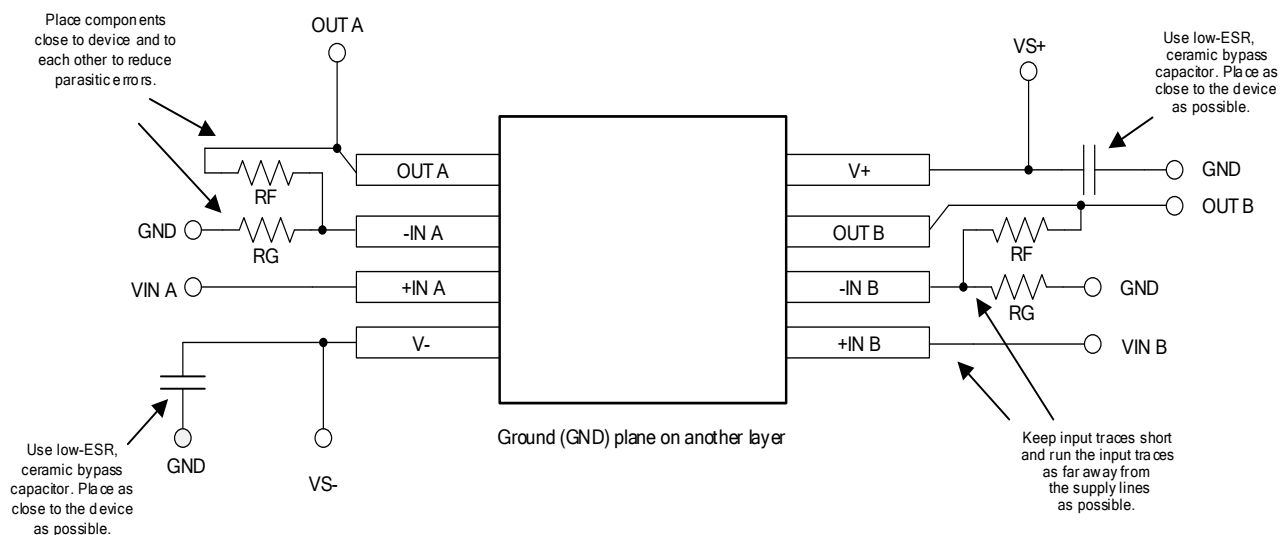 Place components
close to device and to
each other to reduce
parasitic errors.
OUT A
VS+
Use low-ESR,
ceramic bypass
capacitor. Place as
close to the device
as possible.
OUT A
V+
GND
RF
OUT B
GND
-IN A
OUT B
RG
RF
VIN A
+IN A
-IN B
GND
RG
V-
+IN B
VIN B
Ground (GND) plane on another layer
Use low-ESR,
ceramic bypass
capacitor. Place as
close to the device
as possible.
GND
VS-
Keep input traces short
and run the input traces
as far away from
the supply lines
as possible.